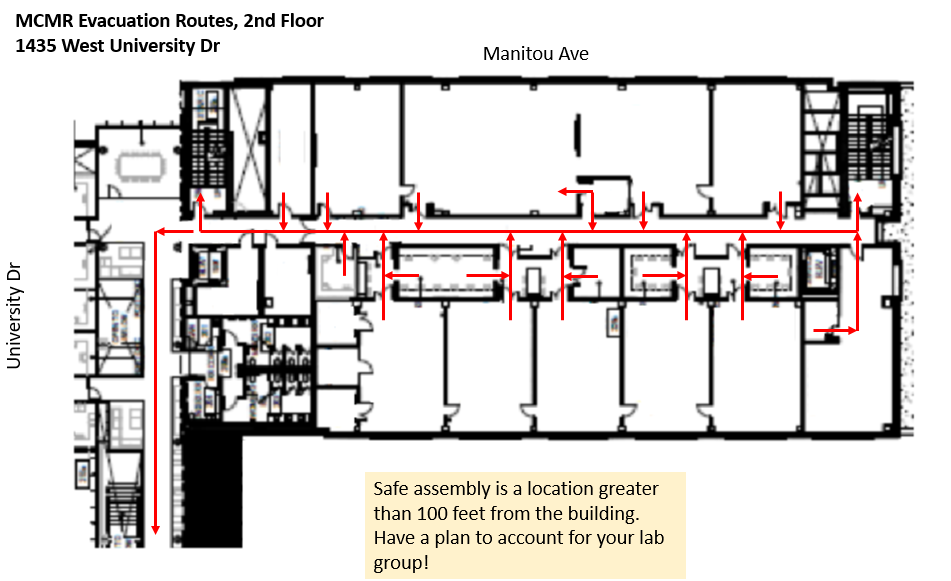 MCMR Evacuation Routes, 2nd Floor
1435 West University Dr
Manitou Ave
University Dr
Safe assembly is a location greater
than 100 feet from the building.
Have a plan to account for your lab
group!